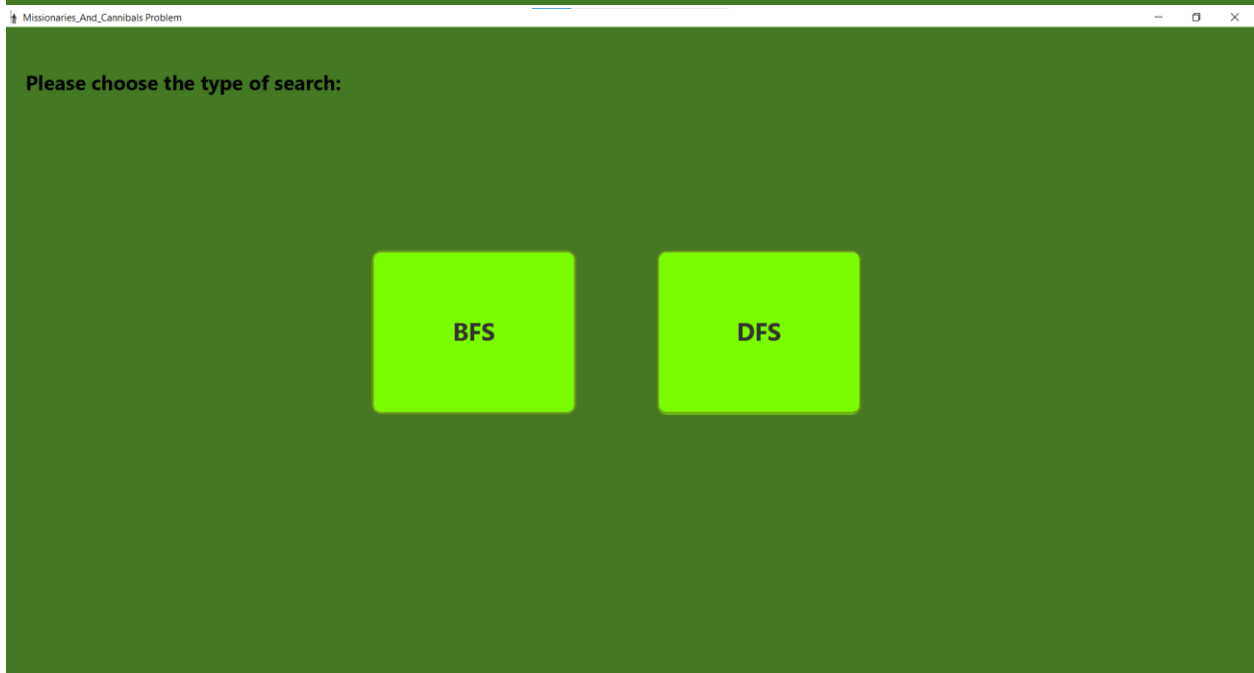 Missionaries_And_Cannibals Problem
Please choose the type of search:
BFS
DFS